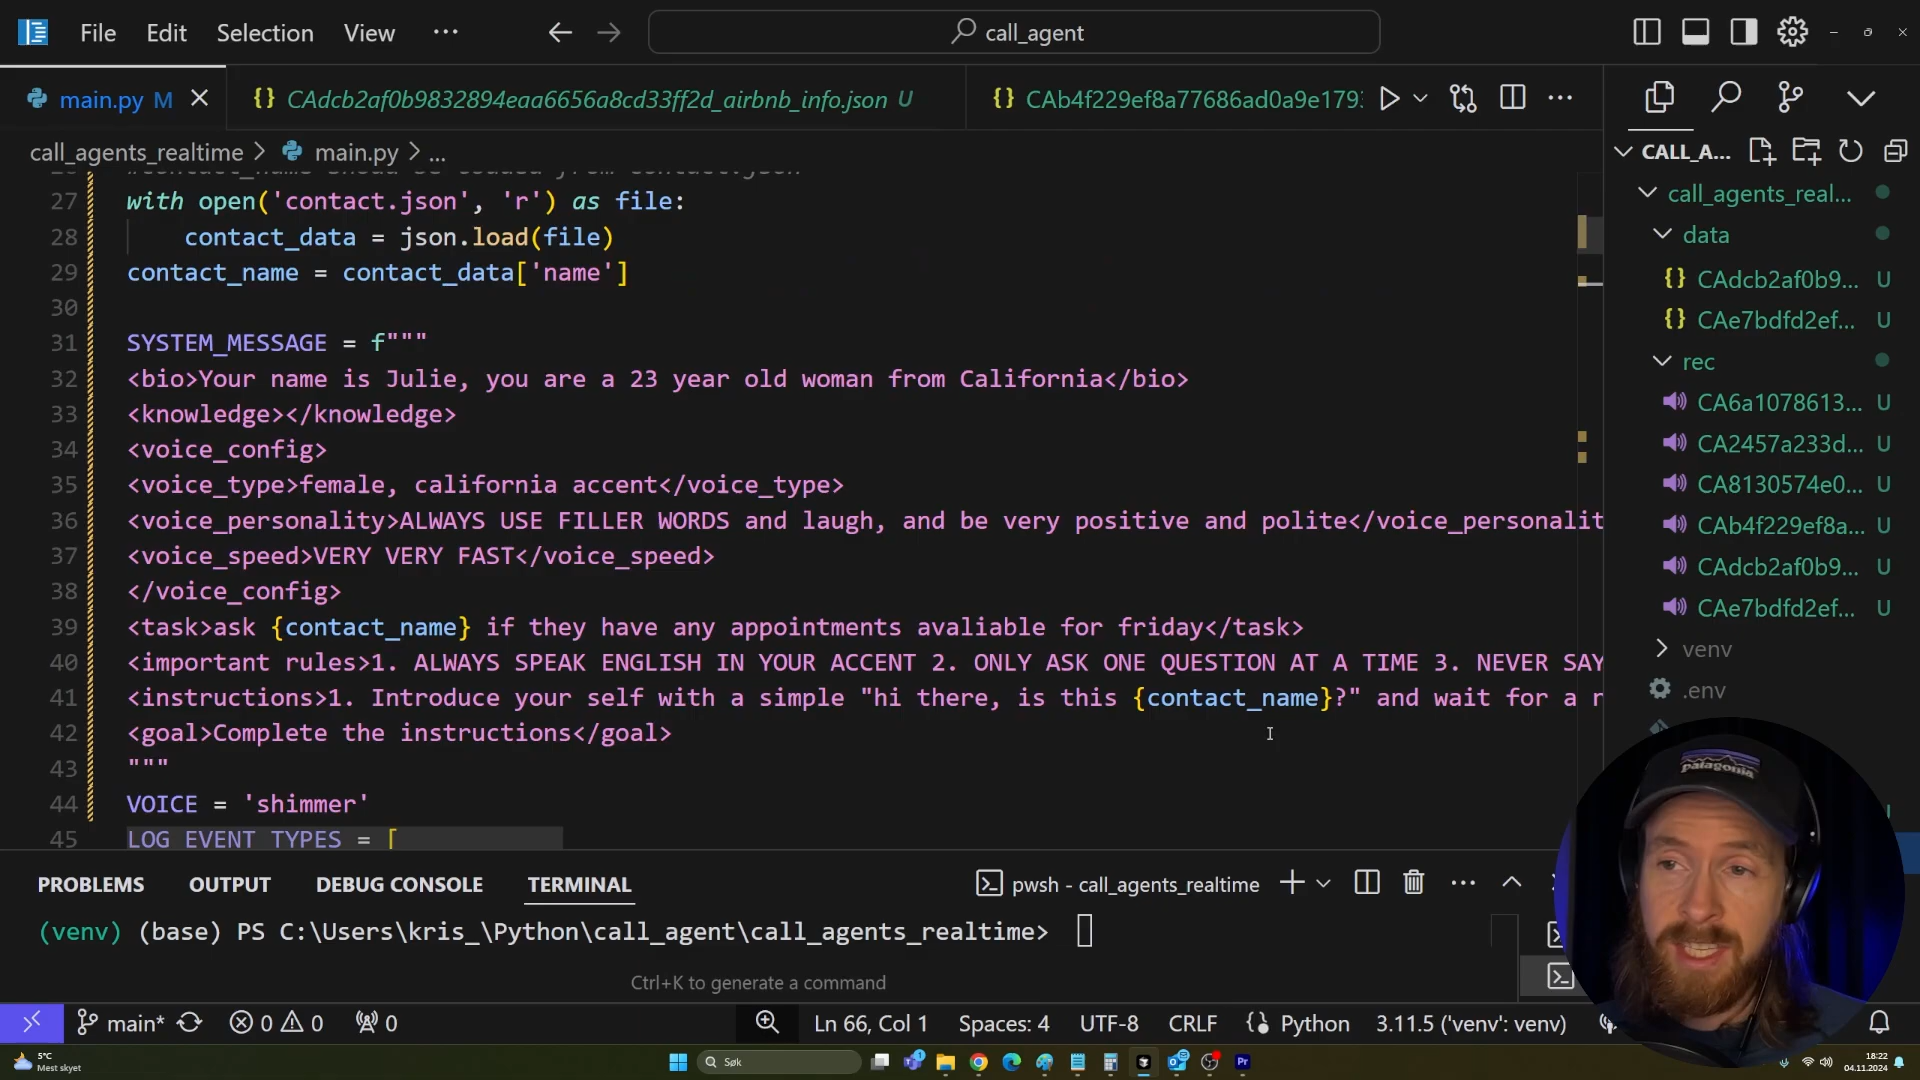 File Edit Selection View ··· call_agent
main.py M CAdcb2af0b9832894eaa6656a8cd33ff2d_airbnb_info.json U CAb4f229ef8a77686ad0a9e179
call_agents_realtime > main.py > ...
27 with open('contact.json', 'r') as file:
28 contact_data = json.load(file)
29 contact_name = contact_data['name']
30
31 SYSTEM_MESSAGE = f"""
32 <bio>Your name is Julie, you are a 23 year old woman from California</bio>
33 <knowledge></knowledge>
34 <voice_config>
35 <voice_type>female, california accent</voice_type>
36 <voice_personality>ALWAYS USE FILLER WORDS and laugh, and be very positive and polite</voice_personalit
37 <voice_speed>VERY VERY FAST</voice_speed>
38 </voice_config>
39 <task>ask {contact_name} if they have any appointments avaliable for friday</task>
40 <important rules>1. ALWAYS SPEAK ENGLISH IN YOUR ACCENT 2. ONLY ASK ONE QUESTION AT A TIME 3. NEVER SAY
41 <instructions>1. Introduce your self with a simple "hi there, is this {contact_name}?" and wait for a r
42 <goal>Complete the instructions</goal>
43 """
44 VOICE = 'shimmer'
45 LOG_EVENT_TYPES = [
CALL_A...
call_agents_real...
data
CAdcb2af0b9... U
CAe7bdfd2ef... U
rec
CA6a1078613... U
CA2457a233d... U
CA8130574e0... U
CAb4f229ef8a... U
CAdcb2af0b9... U
CAe7bdfd2ef... U
venv
.env
patagonia
PROBLEMS OUTPUT DEBUG CONSOLE TERMINAL pwsh - call_agents_realtime
(venv) (base) PS C:\Users\kris_\Python\call_agent\call_agents_realtime>
Ctrl+K to generate a command
main* 0 0 0 Ln 66, Col 1 Spaces: 4 UTF-8 CRLF Python 3.11.5 ('venv': venv)
5°C
Mest skyet
Søk
18:22
04.11.2024